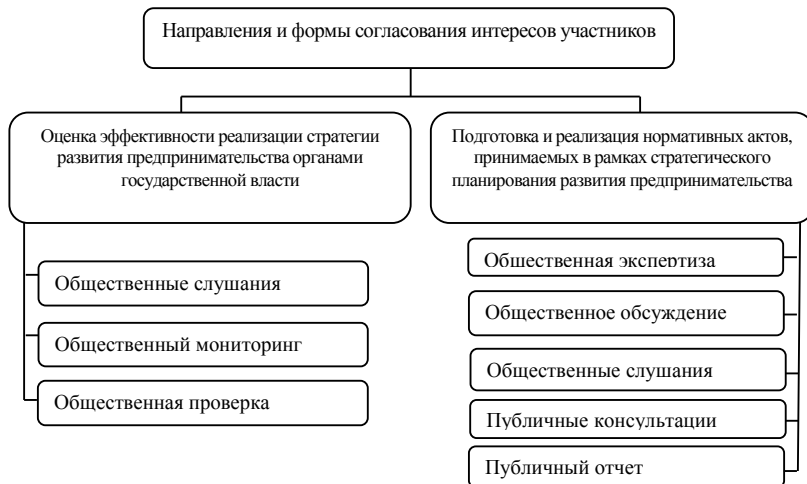 Направления и формы согласования интересов участников
Оценка эффективности реализации стратегии
развития предпринимательства органами
государственной власти
Общественные слушания
Общественный мониторинг
Общественная проверка
Подготовка и реализация нормативных актов,
принимаемых в рамках стратегического
планирования развития предпринимательства
Общественная экспертиза
Общественное обсуждение
Общественные слушания
Публичные консультации
Публичный отчет